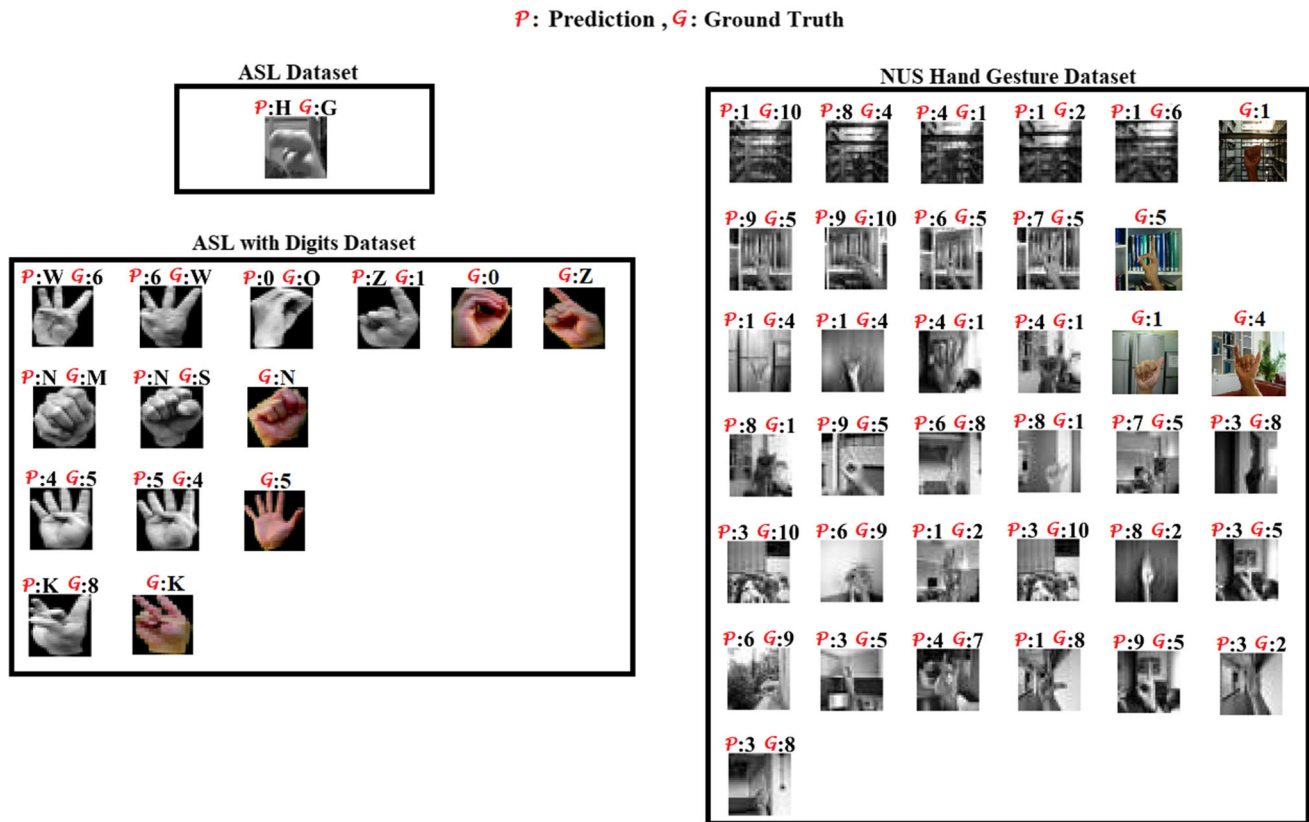 P: Prediction , G: Ground Truth
ASL Dataset
P:H G:G
ASL with Digits Dataset
P:W G:6 P:6 G:W P:0 G:O P:Z G:1 G:0 G:Z
P:N G:M P:N G:S G:N
P:4 G:5 P:5 G:4 G:5
P:K G:8 G:K
NUS Hand Gesture Dataset
P:1 G:10 P:8 G:4 P:4 G:1 P:1 G:2 P:1 G:6 G:1
P:9 G:5 P:9 G:10 P:6 G:5 P:7 G:5 G:5
P:1 G:4 P:1 G:4 P:4 G:1 P:4 G:1 G:1 G:4
P:8 G:1 P:9 G:5 P:6 G:8 P:8 G:1 P:7 G:5 P:3 G:8
P:3 G:10 P:6 G:9 P:1 G:2 P:3 G:10 P:8 G:2 P:3 G:5
P:6 G:9 P:3 G:5 P:4 G:7 P:1 G:8 P:9 G:5 P:3 G:2
P:3 G:8